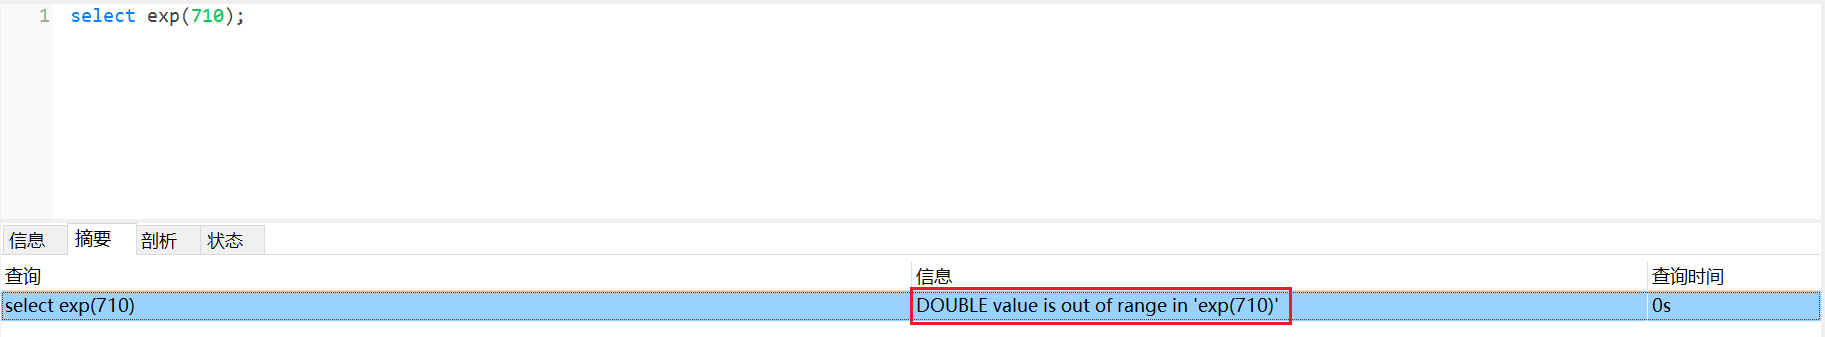 1 select exp(710);
信息 摘要 剖析 状态
查询 信息 查询时间
select exp(710) DOUBLE value is out of range in 'exp(710)' 0s